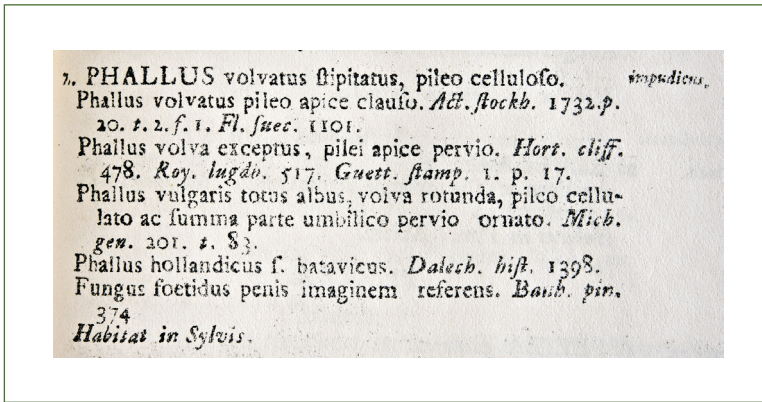 2. PHALLUS volvatus ſtipitatus, pileo celluloſo. impudicus.
Phallus volvatus pileo apice clauſo. Act. ſtockh. 1732. p.
20. t. 2. f. 1. Fl. ſuec. 1101.
Phallus volva exceptus, pilei apice pervio. Hort. cliff.
478. Roy. lugdb. 517. Guett. ſtamp. 1. p. 17.
Phallus vulgaris totus albus, volva rotunda, pileo cellu-
lato ac ſumma parte umbilico pervio ornato. Mich.
gen. 201. t. 83.
Phallus hollandicus ſ. batavicus. Dalech. hiſt. 1398.
Fungus foetidus penis imaginem referens. Bauh. pin.
374
Habitat in Sylvis.